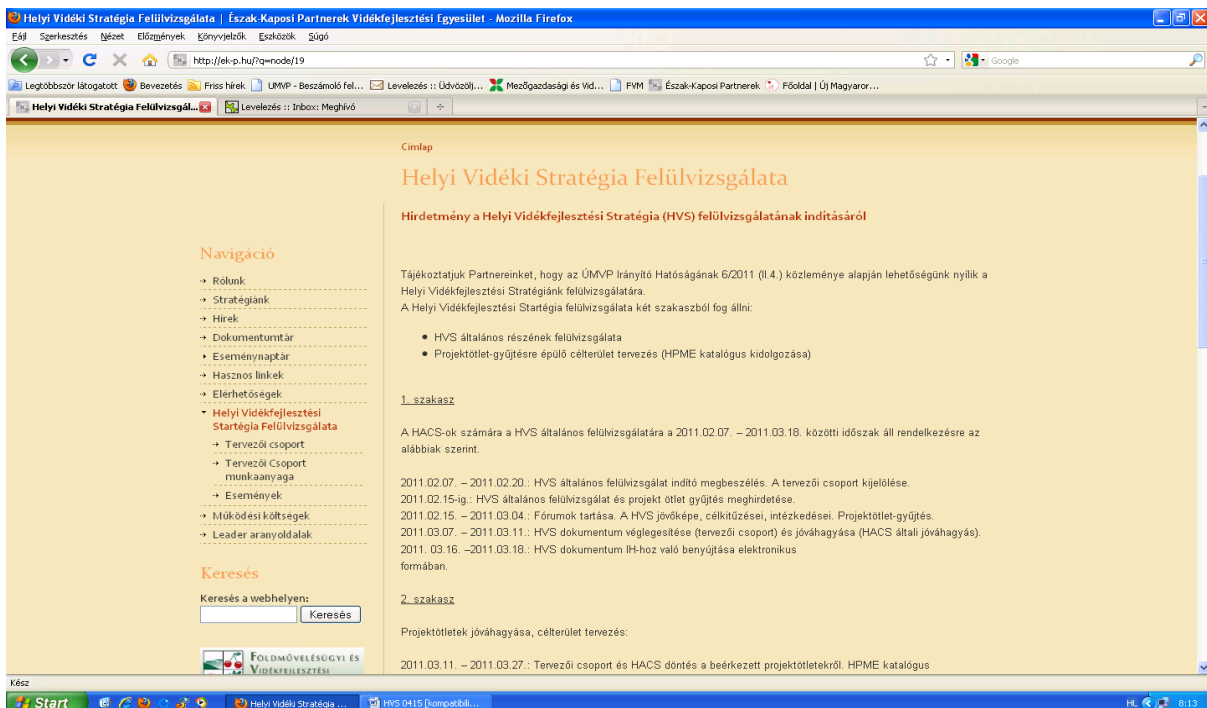 Helyi Vidéki Stratégia Felülvizsgálata | Észak-Kaposi Partnerek Vidékfejlesztési Egyesület - Mozilla Firefox
Fájl Szerkesztés Nézet Előzmények Könyvjelzők Eszközök Súgó
http://ek-p.hu/?q=node/19
Google
Legtöbbször látogatott Bevezetés Friss hírek UMVP - Beszámoló fel... Levelezés :: Üdvözölj... Mezőgazdasági és Vid... FVM Észak-Kaposi Partnerek Főoldal | Új Magyaror...
Helyi Vidéki Stratégia Felülvizsgál... Levelezés :: Inbox: Meghívó
Címlap
Helyi Vidéki Stratégia Felülvizsgálata
Hirdetmény a Helyi Vidékfejlesztési Stratégia (HVS) felülvizsgálatának indításáról
Navigáció
Rólunk
Stratégiánk
Hírek
Dokumentumtár
Eseménynaptár
Hasznos linkek
Elérhetőségek
Helyi Vidékfejlesztési
Startégia Felülvizsgálata
Tervezői csoport
Tervezői Csoport
munkaanyaga
Események
Működési költségek
Leader aranyoldalak
Keresés
Keresés a webhelyen:
Keresés
FÖLDMŰVELÉSÜGYI ÉS
VIDÉKFEJLESZTÉSI
Tájékoztatjuk Partnereinket, hogy az ÚMVP Irányító Hatóságának 6/2011 (II.4.) közleménye alapján lehetőségünk nyílik a
Helyi Vidékfejlesztési Stratégiánk felülvizsgálatára.
A Helyi Vidékfejlesztési Startégia felülvizsgálata két szakaszból fog állni:
HVS általános részének felülvizsgálata
Projektötlet-gyűjtésre épülő célterület tervezés (HPME katalógus kidolgozása)
1. szakasz
A HACS-ok számára a HVS általános felülvizsgálatára a 2011.02.07. – 2011.03.18. közötti időszak áll rendelkezésre az
alábbiak szerint.
2011.02.07. – 2011.02.20.: HVS általános felülvizsgálat indító megbeszélés. A tervezői csoport kijelölése.
2011.02.15-ig.: HVS általános felülvizsgálat és projekt ötlet gyűjtés meghirdetése.
2011.02.15. – 2011.03.04.: Fórumok tartása. A HVS jövőképe, célkitűzései, intézkedései. Projektötlet-gyűjtés.
2011.03.07. – 2011.03.11.: HVS dokumentum véglegesítése (tervezői csoport) és jóváhagyása (HACS általi jóváhagyás).
2011. 03.16. –2011.03.18.: HVS dokumentum IH-hoz való benyújtása elektronikus
formában.
2. szakasz
Projektötletek jóváhagyása, célterület tervezés:
2011.03.11. – 2011.03.27.: Tervezői csoport és HACS döntés a beérkezett projektötletekről. HPME katalógus
Kész
Start Helyi Vidéki Stratégia ... HVS 0415 [kompatibili... HU 8:13